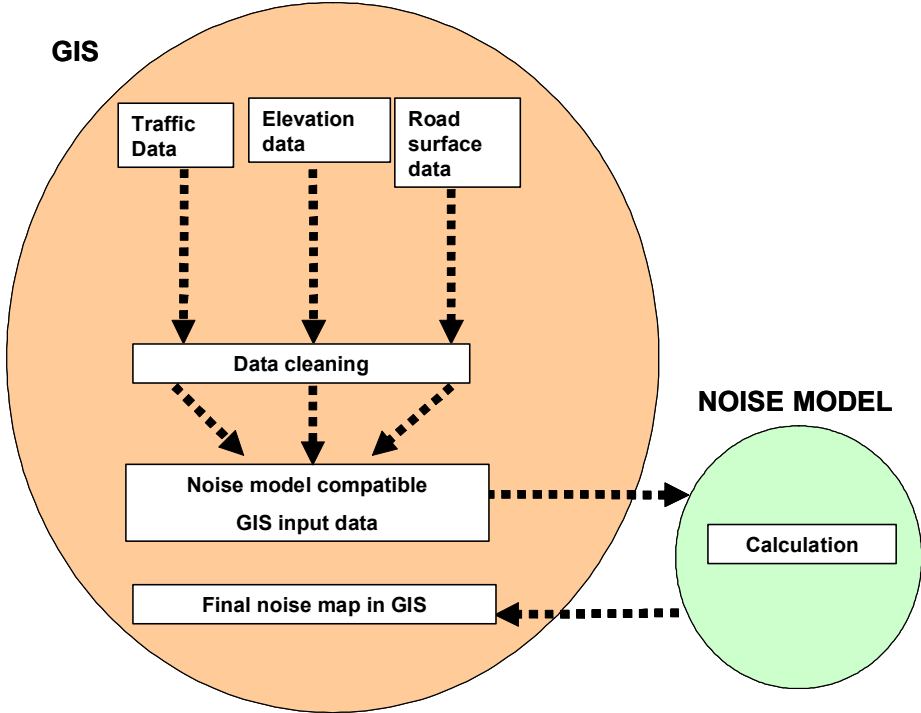 GIS
Traffic
Data
Elevation
data
Road
surface
data
Data cleaning
NOISE MODEL
Noise model compatible
GIS input data
Calculation
Final noise map in GIS